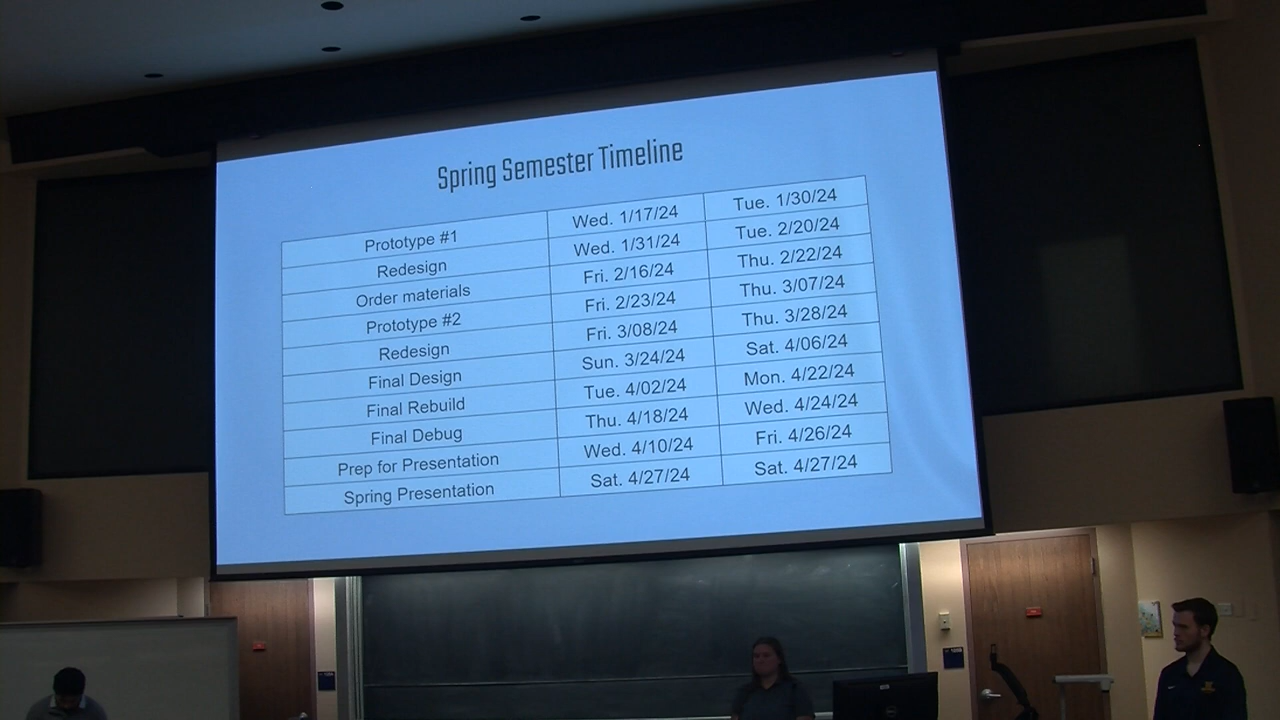 Spring Semester Timeline
Prototype #1 Wed. 1/17/24 Tue. 1/30/24
Redesign Wed. 1/31/24 Tue. 2/20/24
Order materials Fri. 2/16/24 Thu. 2/22/24
Prototype #2 Fri. 2/23/24 Thu. 3/07/24
Redesign Fri. 3/08/24 Thu. 3/28/24
Final Design Sun. 3/24/24 Sat. 4/06/24
Final Rebuild Tue. 4/02/24 Mon. 4/22/24
Final Debug Thu. 4/18/24 Wed. 4/24/24
Prep for Presentation Wed. 4/10/24 Fri. 4/26/24
Spring Presentation Sat. 4/27/24 Sat. 4/27/24